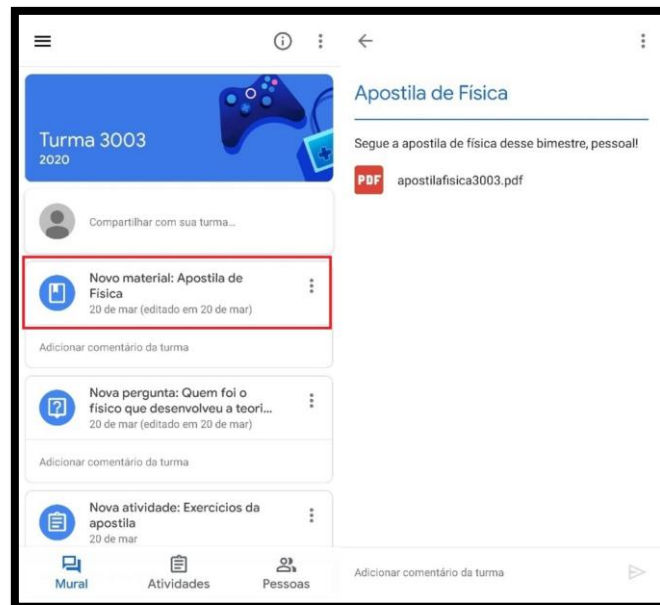 Turma 3003
2020
Compartilhar com sua turma...
Novo material: Apostila de
Física
20 de mar (editado em 20 de mar)
Adicionar comentário da turma
Nova pergunta: Quem foi o
físico que desenvolveu a teori...
20 de mar (editado em 20 de mar)
Adicionar comentário da turma
Nova atividade: Exercícios da
apostila
20 de mar
Mural
Atividades
Pessoas
Apostila de Física
Segue a apostila de física desse bimestre, pessoal!
PDF apostilafisica3003.pdf
Adicionar comentário da turma